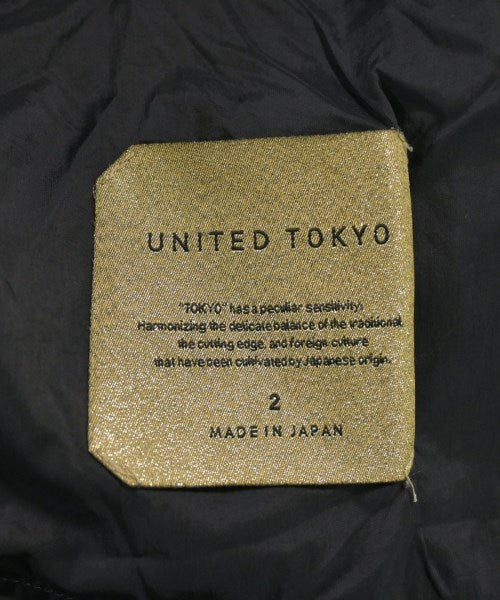 UNITED TOKYO
"TOKYO" has a peculiar sensitivity:
Harmonizing the delicate balance of the traditional,
the cutting edge, and foreign culture
that have been cultivated by Japanese origin.
2
MADE IN JAPAN